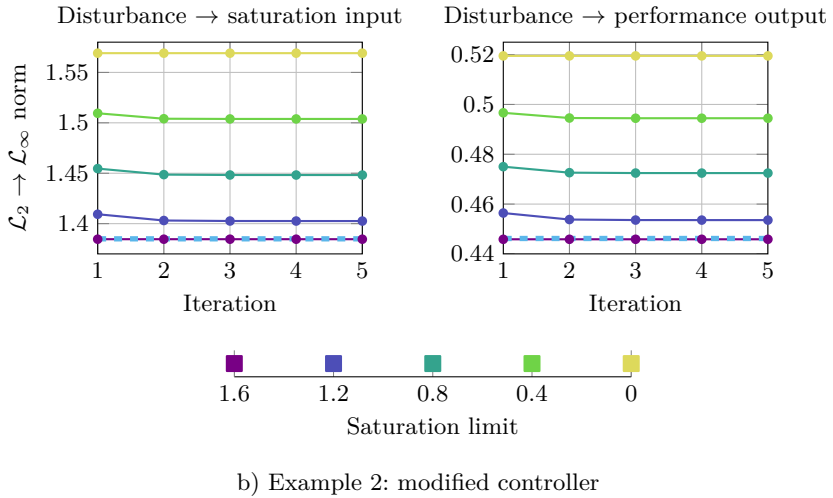 Disturbance → saturation input
Disturbance → performance output
L₂ → L∞ norm
1.55
1.5
1.45
1.4
1 2 3 4 5
Iteration
0.52
0.5
0.48
0.46
0.44
1 2 3 4 5
Iteration
1.6 1.2 0.8 0.4 0
Saturation limit
b) Example 2: modified controller